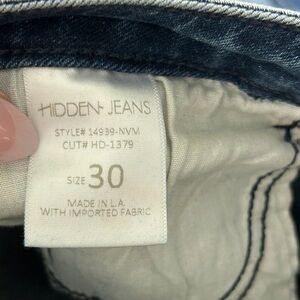 HIDDEN JEANS
STYLE# 14939-NVM
CUT# HD-1379
SIZE 30
MADE IN L.A.
WITH IMPORTED FABRIC